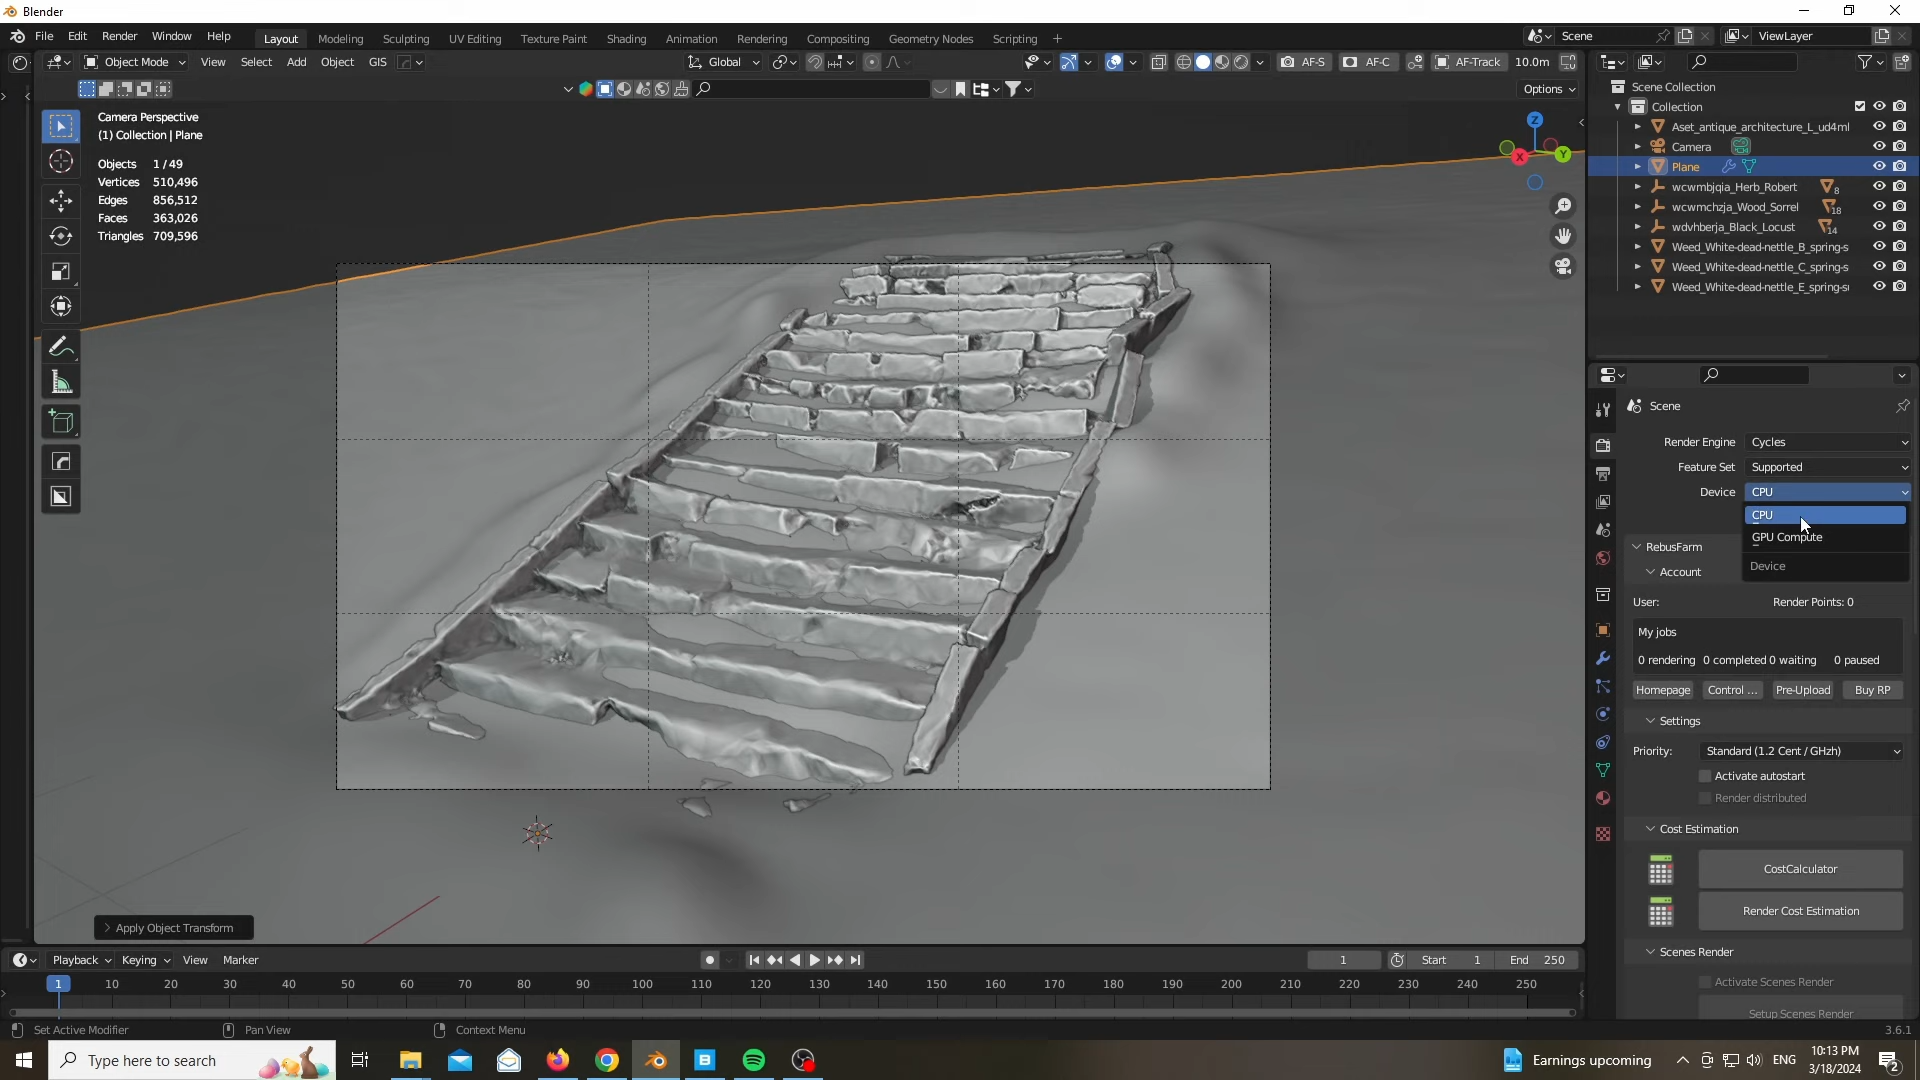 Blender
File Edit Render Window Help
Layout Modeling Sculpting UV Editing Texture Paint Shading Animation Rendering Compositing Geometry Nodes Scripting +
Scene
ViewLayer
Object Mode View Select Add Object GIS
Global
AF-S AF-C AF-Track 10.0m
Options
Camera Perspective
(1) Collection | Plane
Objects 1 / 49
Vertices 510,496
Edges 856,512
Faces 363,026
Triangles 709,596
Z
X
Y
Apply Object Transform
Scene Collection
Collection
Aset_antique_architecture_L_ud4ml
Camera
Plane
wcwmbjqia_Herb_Robert 8
wcwmchzja_Wood_Sorrel 18
wdvhberja_Black_Locust 14
Weed_White-dead-nettle_B_spring-s
Weed_White-dead-nettle_C_spring-s
Weed_White-dead-nettle_E_spring-su
Scene
Render Engine Cycles
Feature Set Supported
Device CPU
CPU
GPU Compute
Device
RebusFarm
Account
User: Render Points: 0
My jobs
0 rendering 0 completed 0 waiting 0 paused
Homepage Control ... Pre-Upload Buy RP
Settings
Priority: Standard (1.2 Cent / GHzh)
Activate autostart
Render distributed
Cost Estimation
CostCalculator
Render Cost Estimation
Scenes Render
Activate Scenes Render
Setup Scenes Render
Playback Keying View Marker
1 Start 1 End 250
1 10 20 30 40 50 60 70 80 90 100 110 120 130 140 150 160 170 180 190 200 210 220 230 240 250
Set Active Modifier Pan View Context Menu
3.6.1
Type here to search
Earnings upcoming
ENG
10:13 PM
3/18/2024
2